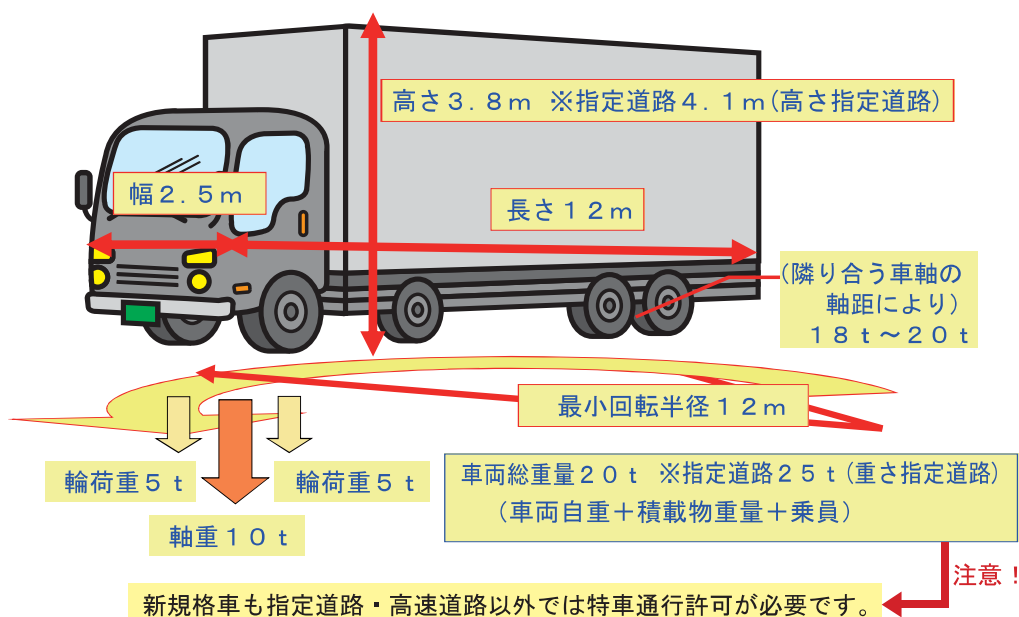 高さ３．８ｍ ※指定道路４．１ｍ(高さ指定道路)
幅２．５ｍ
長さ１２ｍ
(隣り合う車軸の
軸距により)
１８ｔ～２０ｔ
最小回転半径１２ｍ
輪荷重５ｔ
輪荷重５ｔ
軸重１０ｔ
車両総重量２０ｔ ※指定道路２５ｔ(重さ指定道路)
（車両自重＋積載物重量＋乗員）
注意！
新規格車も指定道路・高速道路以外では特車通行許可が必要です。